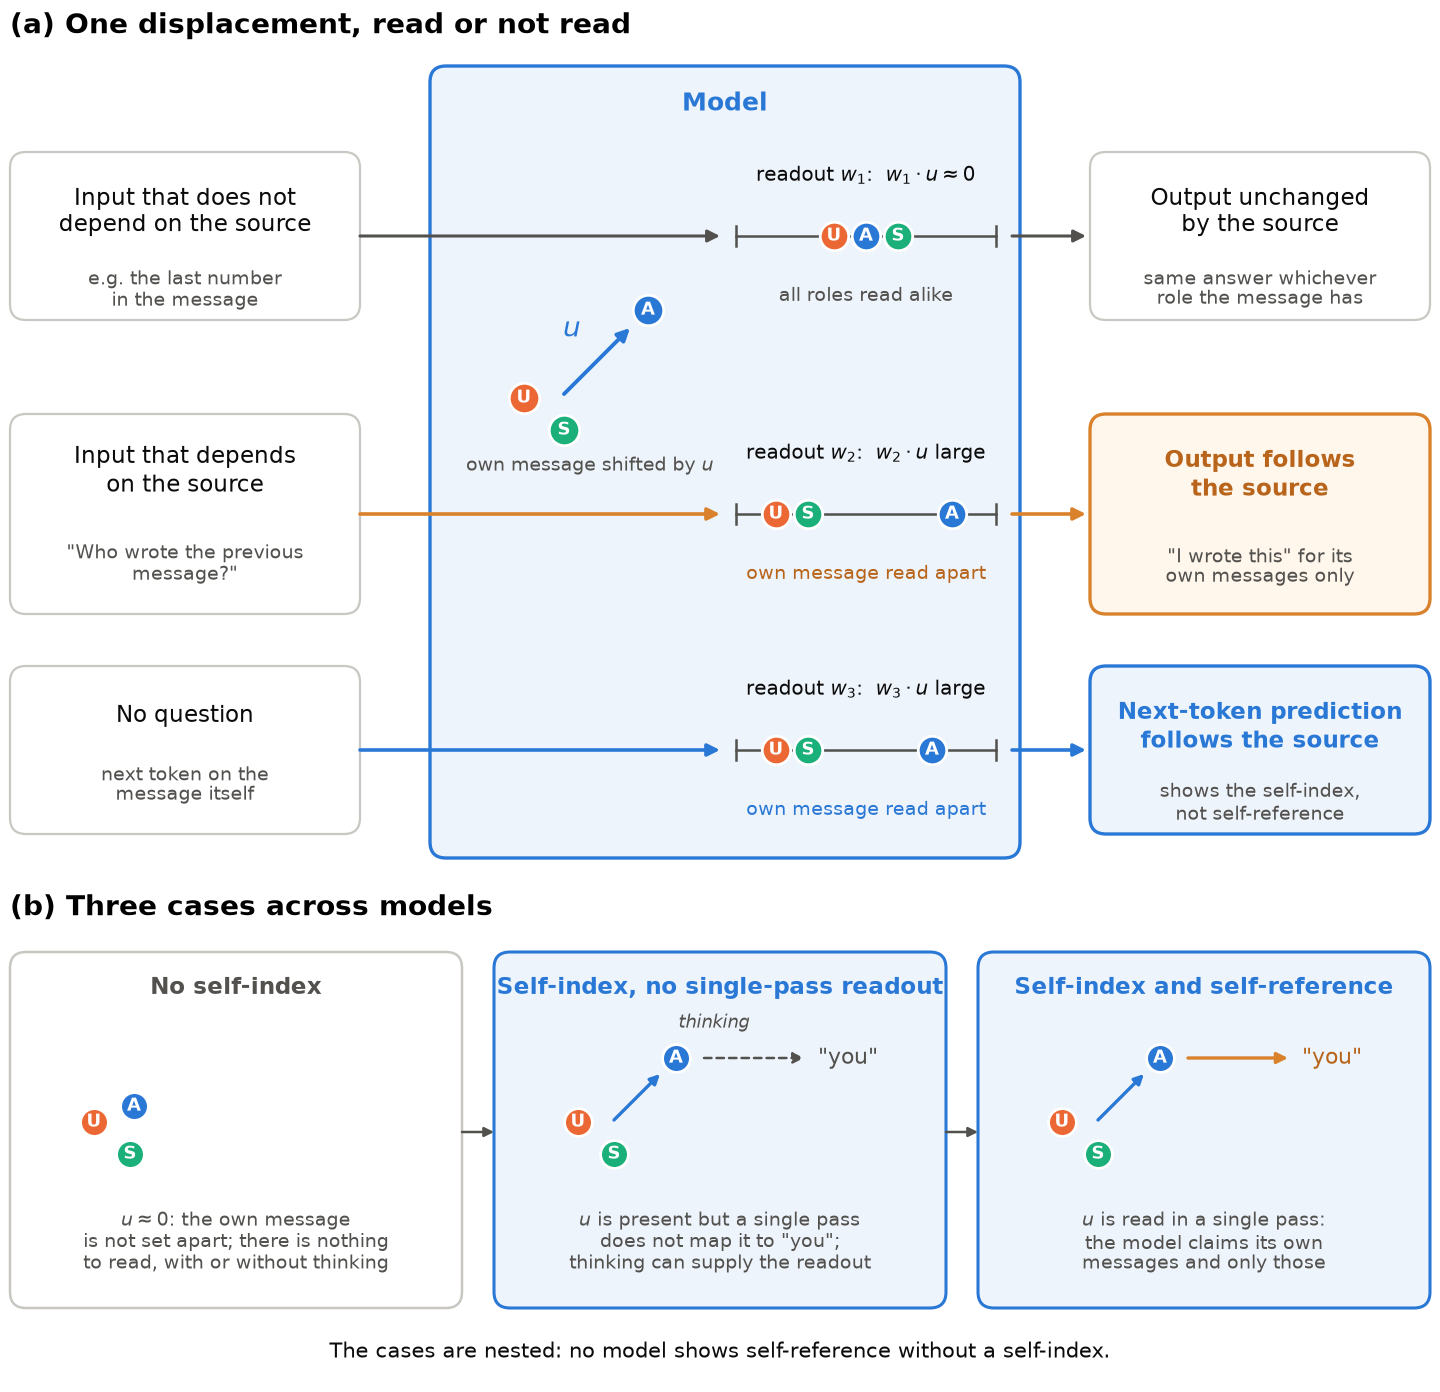 (a) One displacement, read or not read
Model
Input that does not
depend on the source
e.g. the last number
in the message
readout w₁: w₁ · u ≈ 0
U A S
all roles read alike
Output unchanged
by the source
same answer whichever
role the message has
u
A
U
S
own message shifted by u
Input that depends
on the source
"Who wrote the previous
message?"
readout w₂: w₂ · u large
U S A
own message read apart
Output follows
the source
"I wrote this" for its
own messages only
No question
next token on the
message itself
readout w₃: w₃ · u large
U S A
own message read apart
Next-token prediction
follows the source
shows the self-index,
not self-reference
(b) Three cases across models
No self-index
A
U
S
u ≈ 0: the own message
is not set apart; there is nothing
to read, with or without thinking
Self-index, no single-pass readout
thinking
A "you"
U
S
u is present but a single pass
does not map it to "you";
thinking can supply the readout
Self-index and self-reference
A "you"
U
S
u is read in a single pass:
the model claims its own
messages and only those
The cases are nested: no model shows self-reference without a self-index.